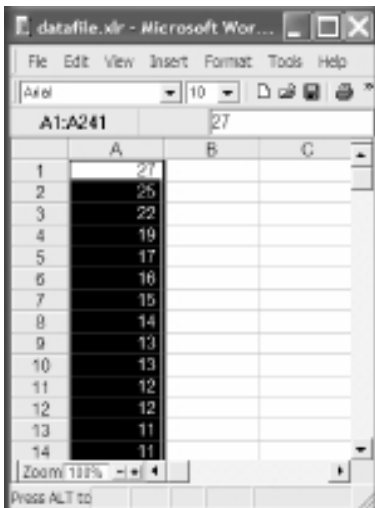 datafile.xlr - Microsoft Wor...
File Edit View Insert Format Tools Help
Arial 10 »
A1:A241 27
A B C
1 27
2 25
3 22
4 19
5 17
6 16
7 15
8 14
9 13
10 13
11 12
12 12
13 11
14 11
Zoom 100% - +
Press ALT to